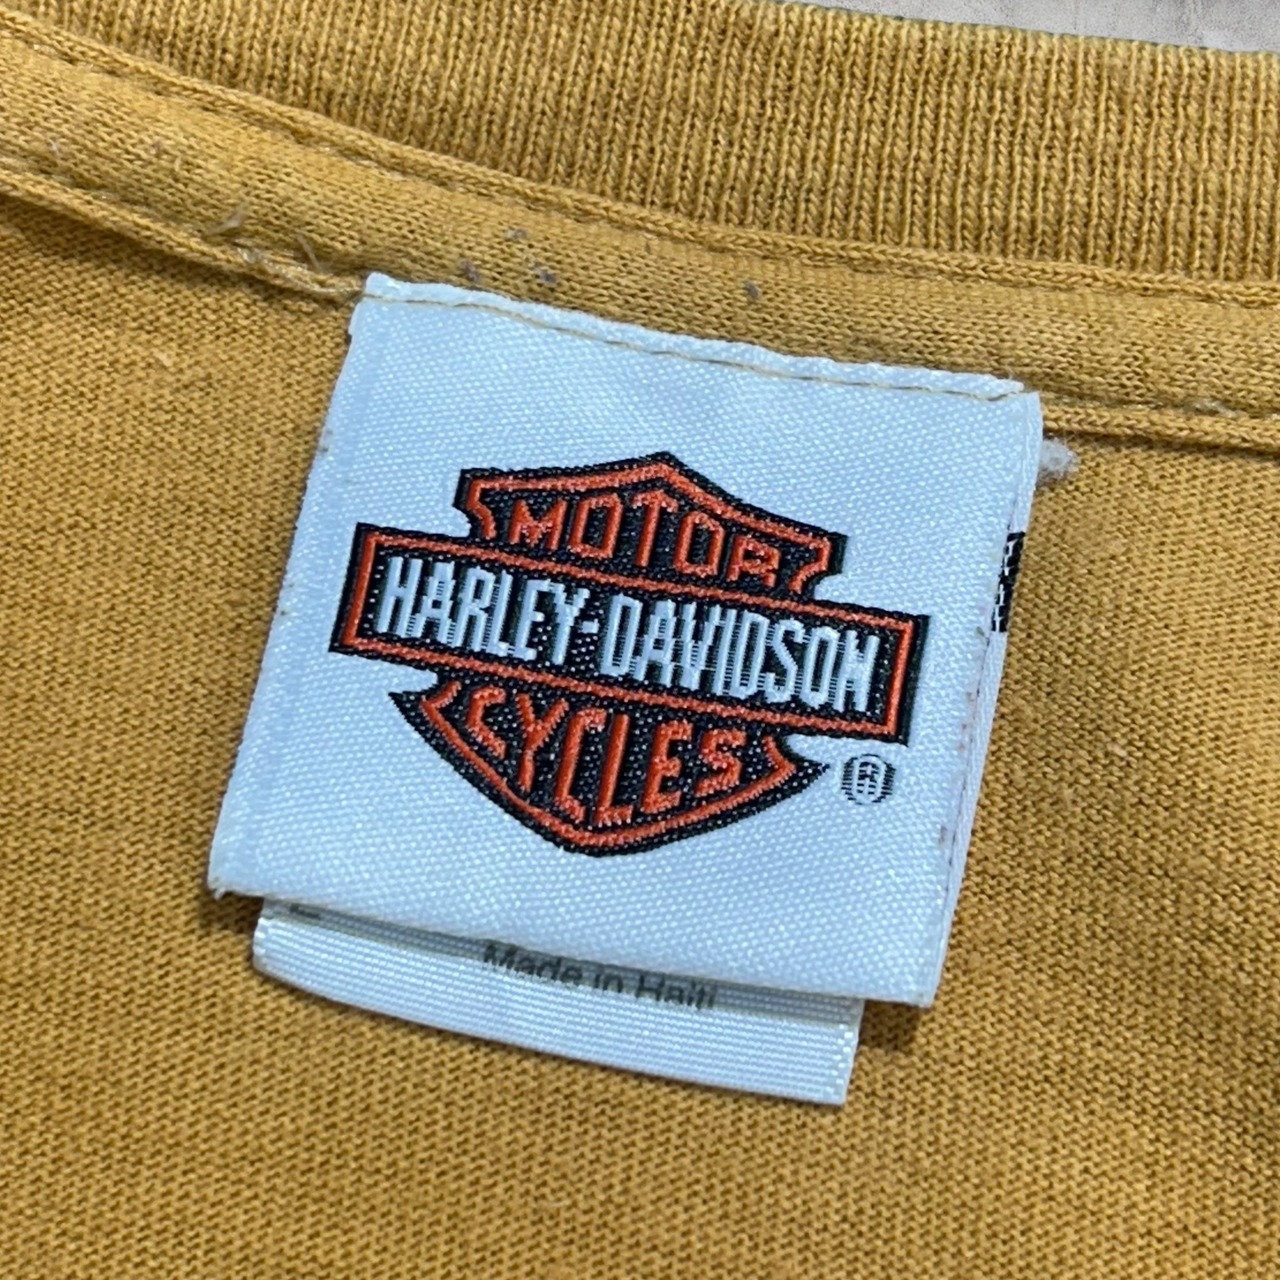 MOTOR
HARLEY-DAVIDSON
CYCLES
®
Made in Haiti